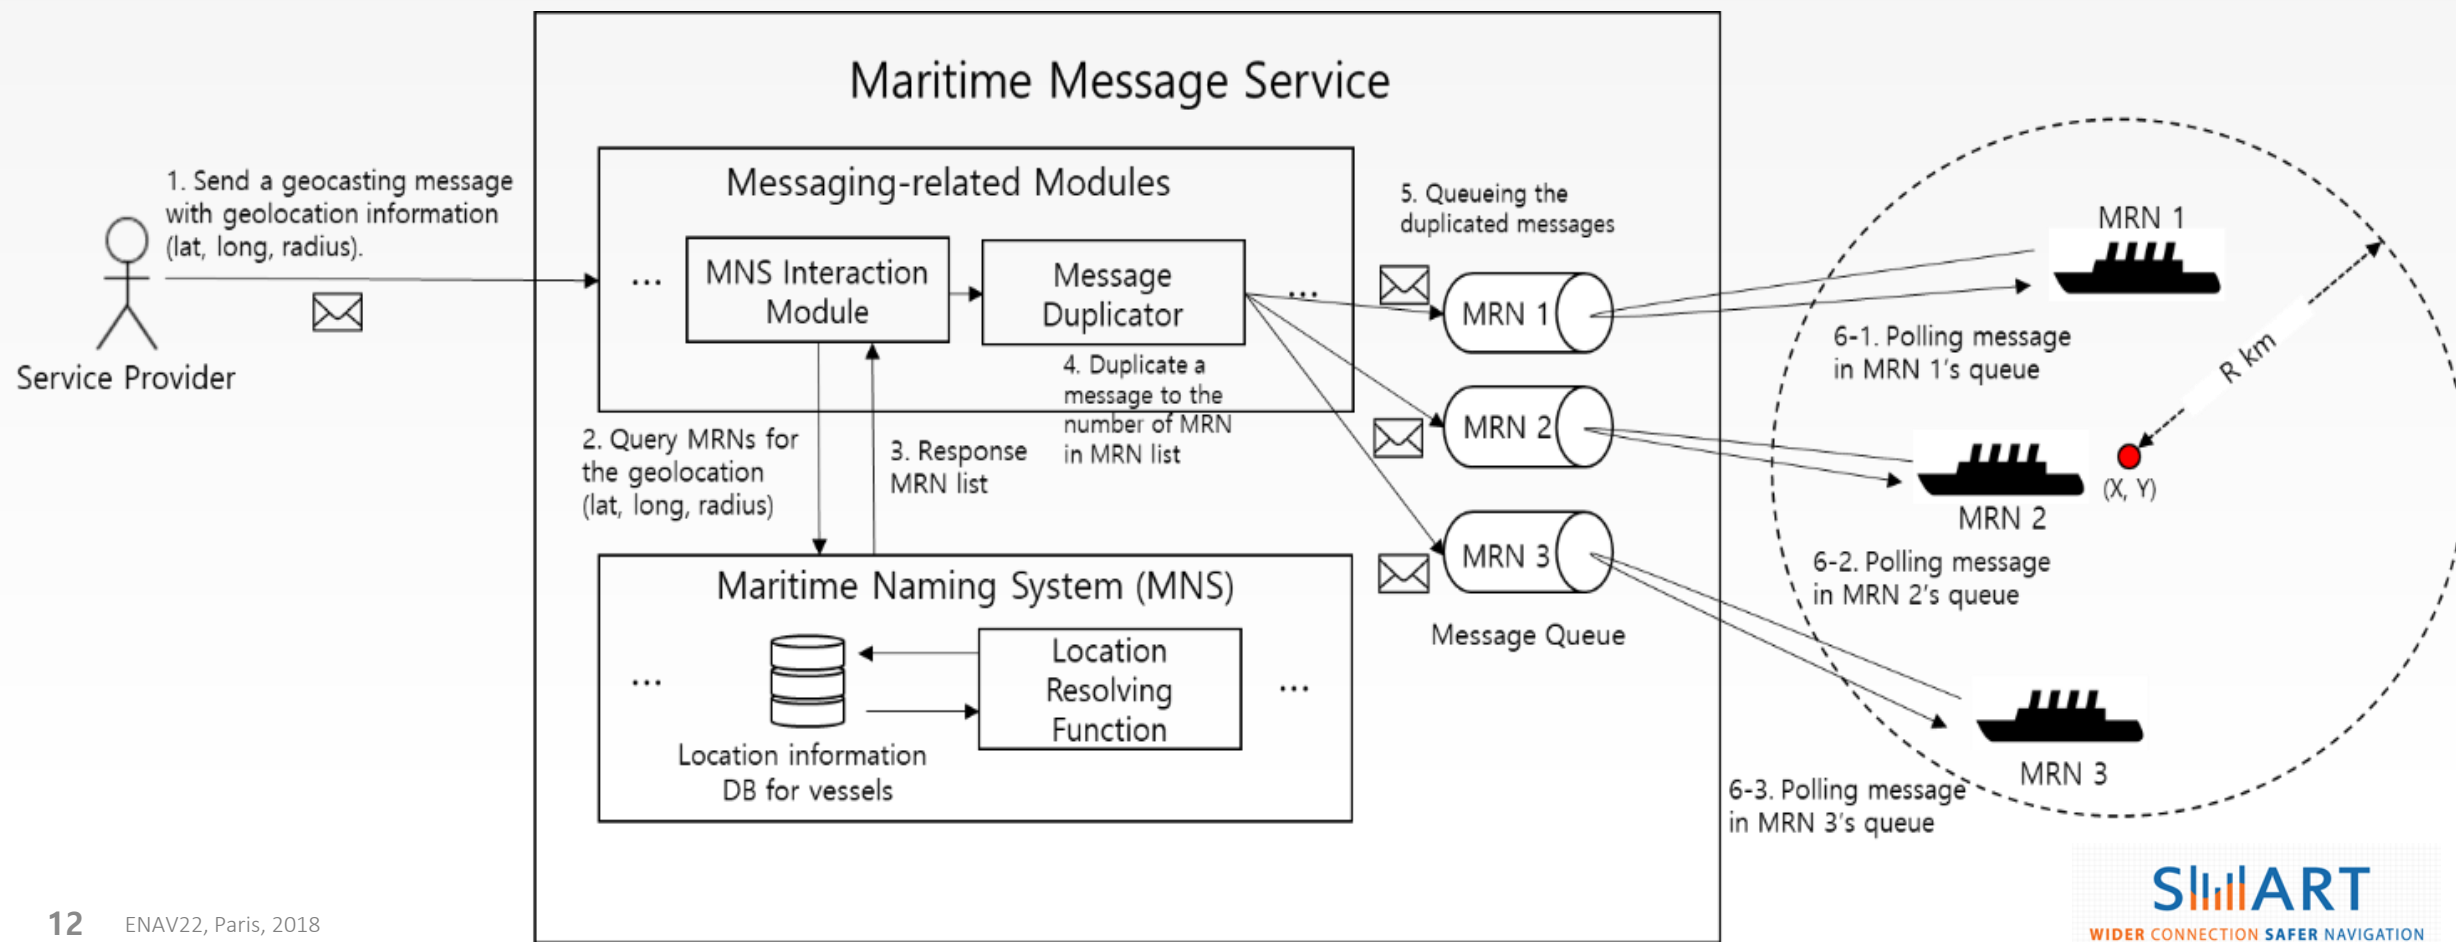 Maritime Message Service
1. Send a geocasting message
with geolocation information
(lat, long, radius).
Service Provider
Messaging-related Modules
...
MNS Interaction
Module
Message
Duplicator
...
4. Duplicate a
message to the
number of MRN
in MRN list
2. Query MRNs for
the geolocation
(lat, long, radius)
3. Response
MRN list
Maritime Naming System (MNS)
...
Location information
DB for vessels
Location
Resolving
Function
...
5. Queueing the
duplicated messages
MRN 1
MRN 2
MRN 3
Message Queue
MRN 1
6-1. Polling message
in MRN 1's queue
R km
(X, Y)
MRN 2
6-2. Polling message
in MRN 2's queue
MRN 3
6-3. Polling message
in MRN 3's queue
12 ENAV22, Paris, 2018
SMART
WIDER CONNECTION SAFER NAVIGATION